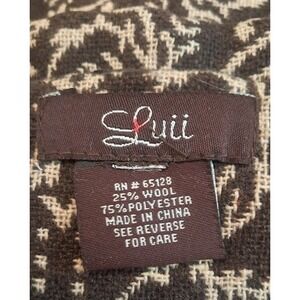 Luii
RN # 65128
25% WOOL
75% POLYESTER
MADE IN CHINA
SEE REVERSE
FOR CARE